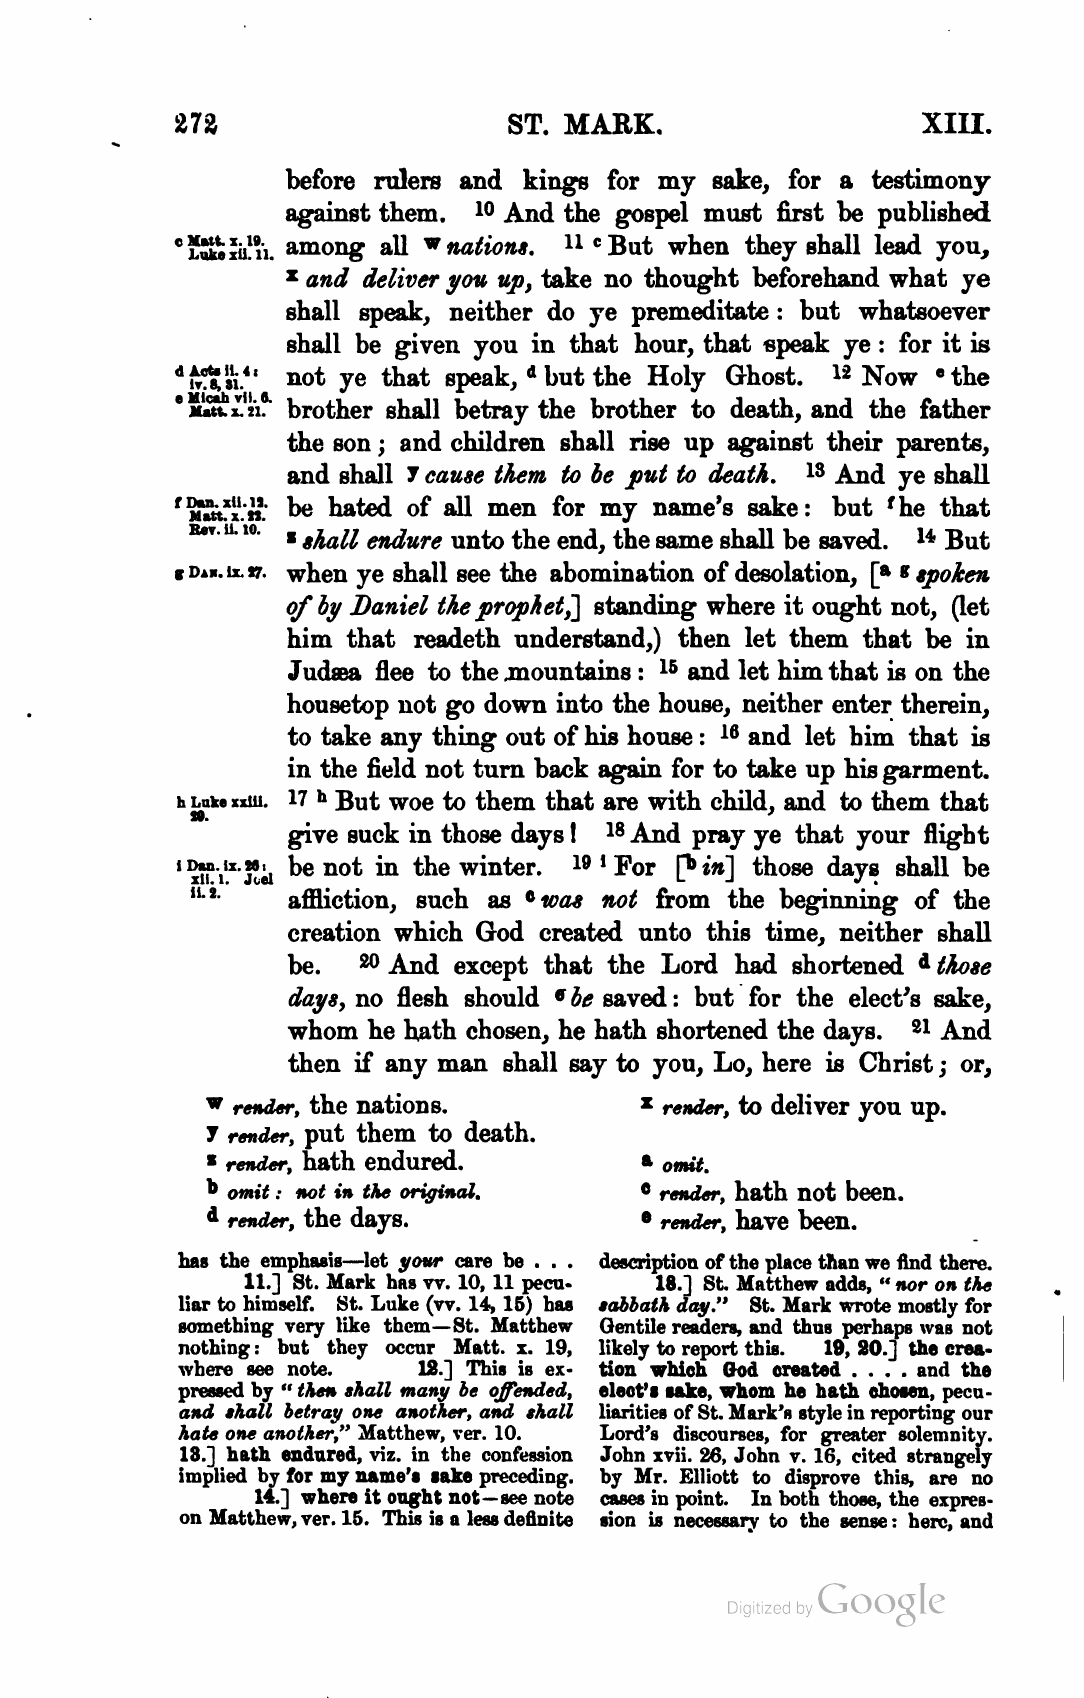 272 ST. MARK. XIII.
before rulers and kings for my sake, for a testimony
against them. 10 And the gospel must first be published
c Matt. x. 19. Luke xii. 11.
among all w nations. 11 c But when they shall lead you,
x and deliver you up, take no thought beforehand what ye
shall speak, neither do ye premeditate : but whatsoever
shall be given you in that hour, that speak ye : for it is
d Acts ii. 4 : iv. 8, 31.
not ye that speak, d but the Holy Ghost. 12 Now e the
e Micah vii. 6. Matt. x. 21.
brother shall betray the brother to death, and the father
the son ; and children shall rise up against their parents,
and shall y cause them to be put to death. 13 And ye shall
f Dan. xii. 12. Matt. x. 22. Rev. ii. 10.
be hated of all men for my name's sake : but f he that
z shall endure unto the end, the same shall be saved. 14 But
g DAN. ix. 27.
when ye shall see the abomination of desolation, [a g spoken
of by Daniel the prophet,] standing where it ought not, (let
him that readeth understand,) then let them that be in
Judæa flee to the mountains : 15 and let him that is on the
housetop not go down into the house, neither enter therein,
to take any thing out of his house : 16 and let him that is
in the field not turn back again for to take up his garment.
h Luke xxiii. 29.
17 h But woe to them that are with child, and to them that
give suck in those days ! 18 And pray ye that your flight
i Dan. ix. 26 : xii. 1. Joel ii. 2.
be not in the winter. 19 i For [b in] those days shall be
affliction, such as c was not from the beginning of the
creation which God created unto this time, neither shall
be. 20 And except that the Lord had shortened d those
days, no flesh should e be saved : but for the elect's sake,
whom he hath chosen, he hath shortened the days. 21 And
then if any man shall say to you, Lo, here is Christ ; or,
w render, the nations. x render, to deliver you up.
y render, put them to death.
z render, hath endured. a omit.
b omit : not in the original. c render, hath not been.
d render, the days. e render, have been.
has the emphasis—let your care be . . .
11.] St. Mark has vv. 10, 11 pecu-
liar to himself. St. Luke (vv. 14, 15) has
something very like them—St. Matthew
nothing : but they occur Matt. x. 19,
where see note. 12.] This is ex-
pressed by "then shall many be offended,
and shall betray one another, and shall
hate one another," Matthew, ver. 10.
13.] hath endured, viz. in the confession
implied by for my name's sake preceding.
14.] where it ought not—see note
on Matthew, ver. 15. This is a less definite
description of the place than we find there.
18.] St. Matthew adds, "nor on the
sabbath day." St. Mark wrote mostly for
Gentile readers, and thus perhaps was not
likely to report this. 19, 20.] the crea-
tion which God created . . . . and the
elect's sake, whom he hath chosen, pecu-
liarities of St. Mark's style in reporting our
Lord's discourses, for greater solemnity.
John xvii. 26, John v. 16, cited strangely
by Mr. Elliott to disprove this, are no
cases in point. In both those, the expres-
sion is necessary to the sense : here, and
Digitized by Google